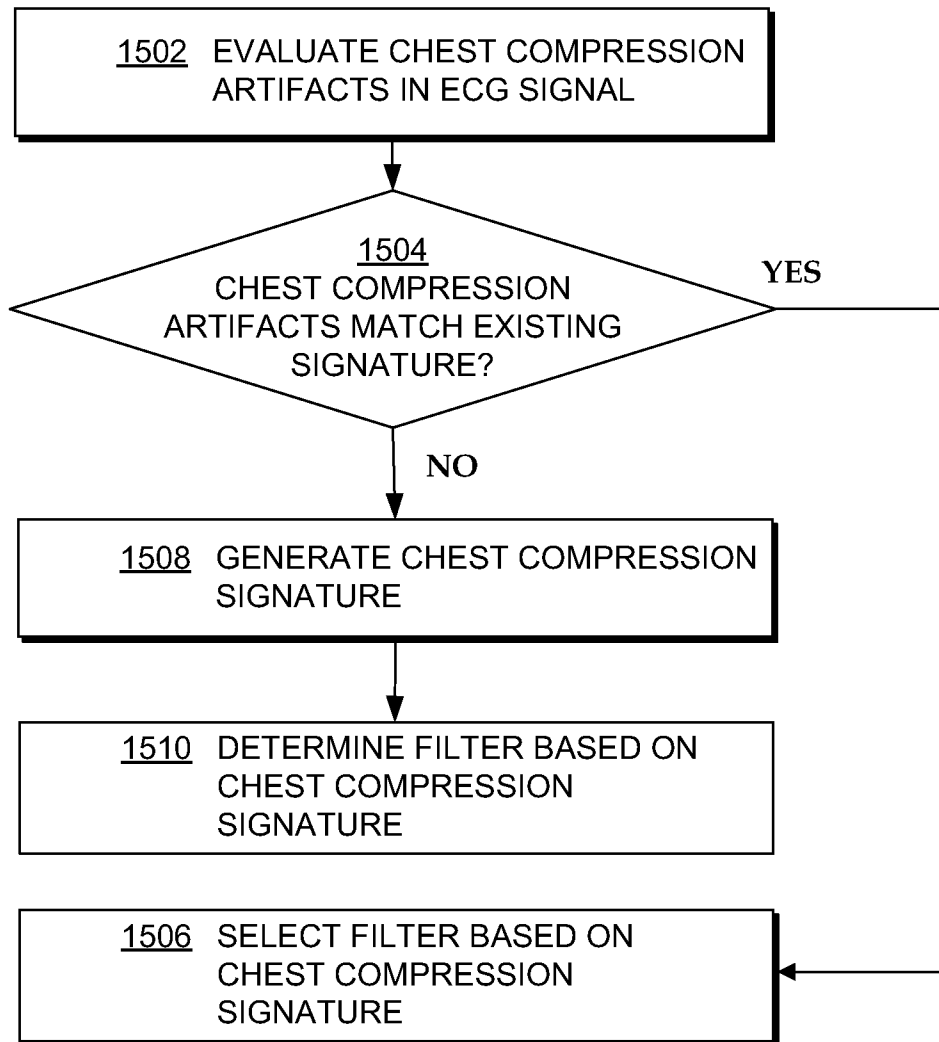 1502 EVALUATE CHEST COMPRESSION
ARTIFACTS IN ECG SIGNAL
1504
CHEST COMPRESSION
ARTIFACTS MATCH EXISTING
SIGNATURE?
YES
NO
1508 GENERATE CHEST COMPRESSION
SIGNATURE
1510 DETERMINE FILTER BASED ON
CHEST COMPRESSION
SIGNATURE
1506 SELECT FILTER BASED ON
CHEST COMPRESSION
SIGNATURE